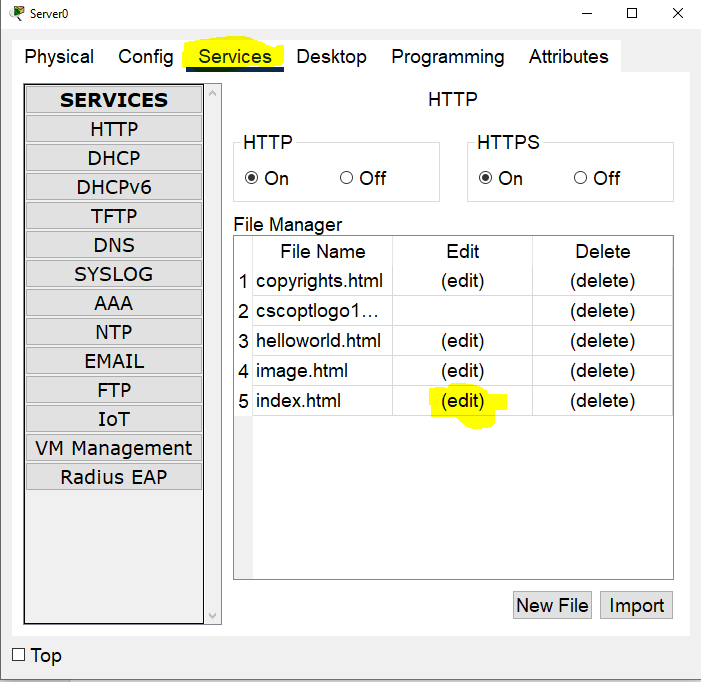 Server0
Physical Config Services Desktop Programming Attributes
SERVICES
HTTP
DHCP
DHCPv6
TFTP
DNS
SYSLOG
AAA
NTP
EMAIL
FTP
IoT
VM Management
Radius EAP
HTTP
HTTP
On Off
HTTPS
On Off
File Manager
File Name Edit Delete
1 copyrights.html (edit) (delete)
2 cscoptlogo1... (delete)
3 helloworld.html (edit) (delete)
4 image.html (edit) (delete)
5 index.html (edit) (delete)
New File Import
Top